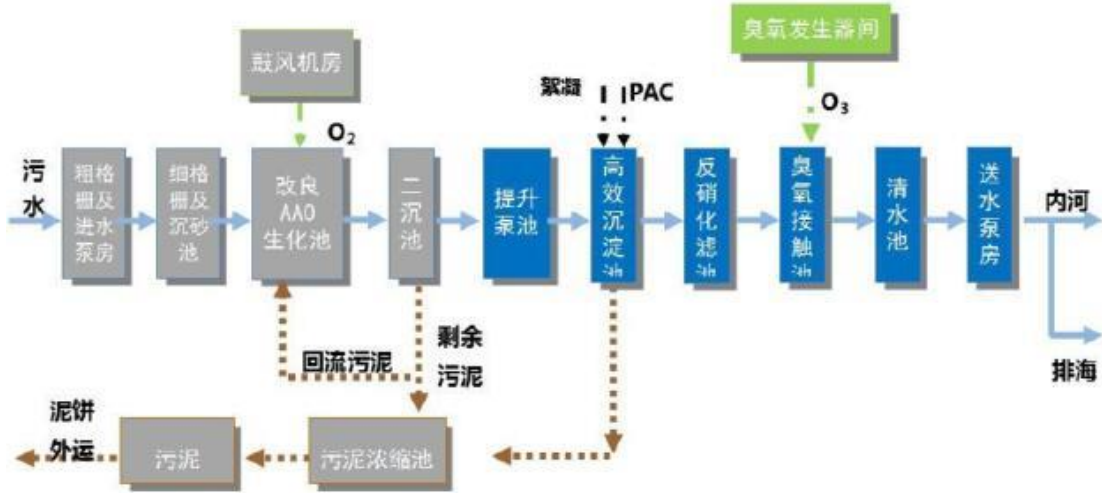 鼓风机房
臭氧发生器间
絮凝
PAC
O₂
O₃
污
水
粗格
栅及
进水
泵房
细格
栅及
沉砂
池
改良
AAO
生化池
二
沉
池
提升
泵池
高
效
沉
淀
池
反
硝
化
滤
池
臭
氧
接
触
池
清
水
池
送
水
泵
房
内河
排海
回流污泥
剩余
污泥
泥饼
外运
污泥
污泥浓缩池